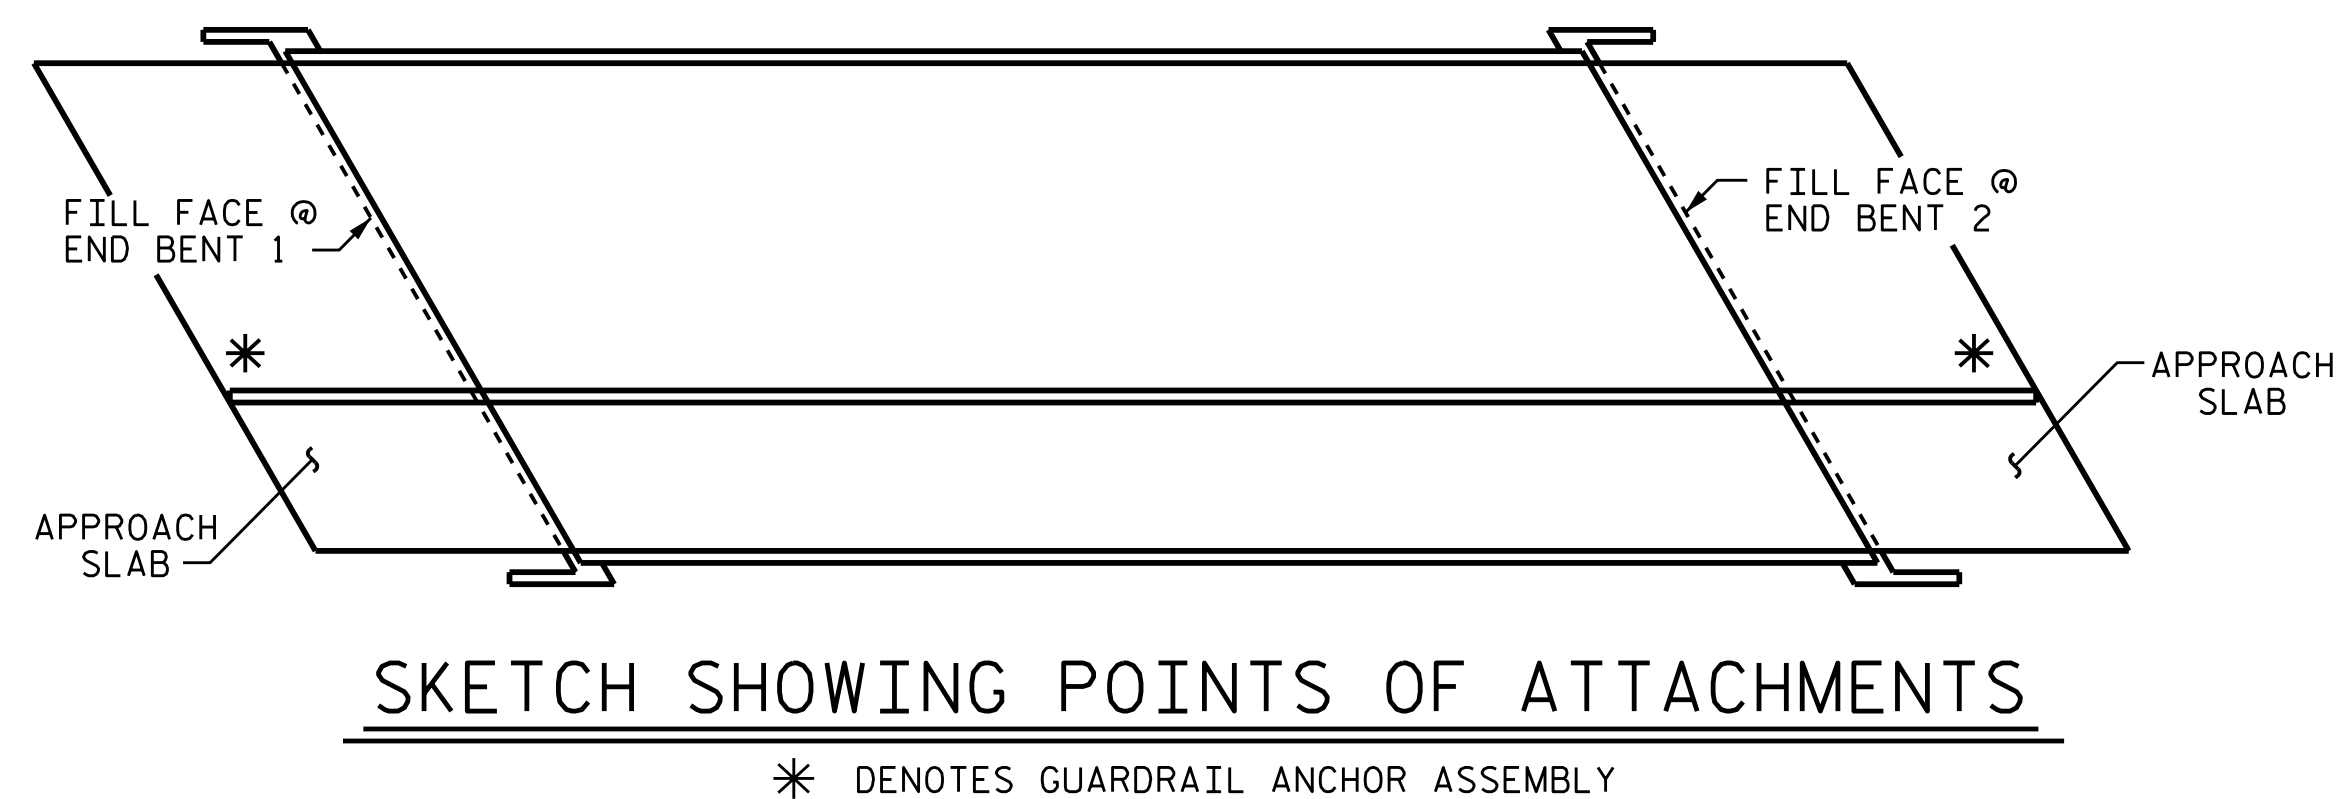 FILL FACE @
END BENT 1
FILL FACE @
END BENT 2
APPROACH
SLAB
APPROACH
SLAB
SKETCH SHOWING POINTS OF ATTACHMENTS
* DENOTES GUARDRAIL ANCHOR ASSEMBLY